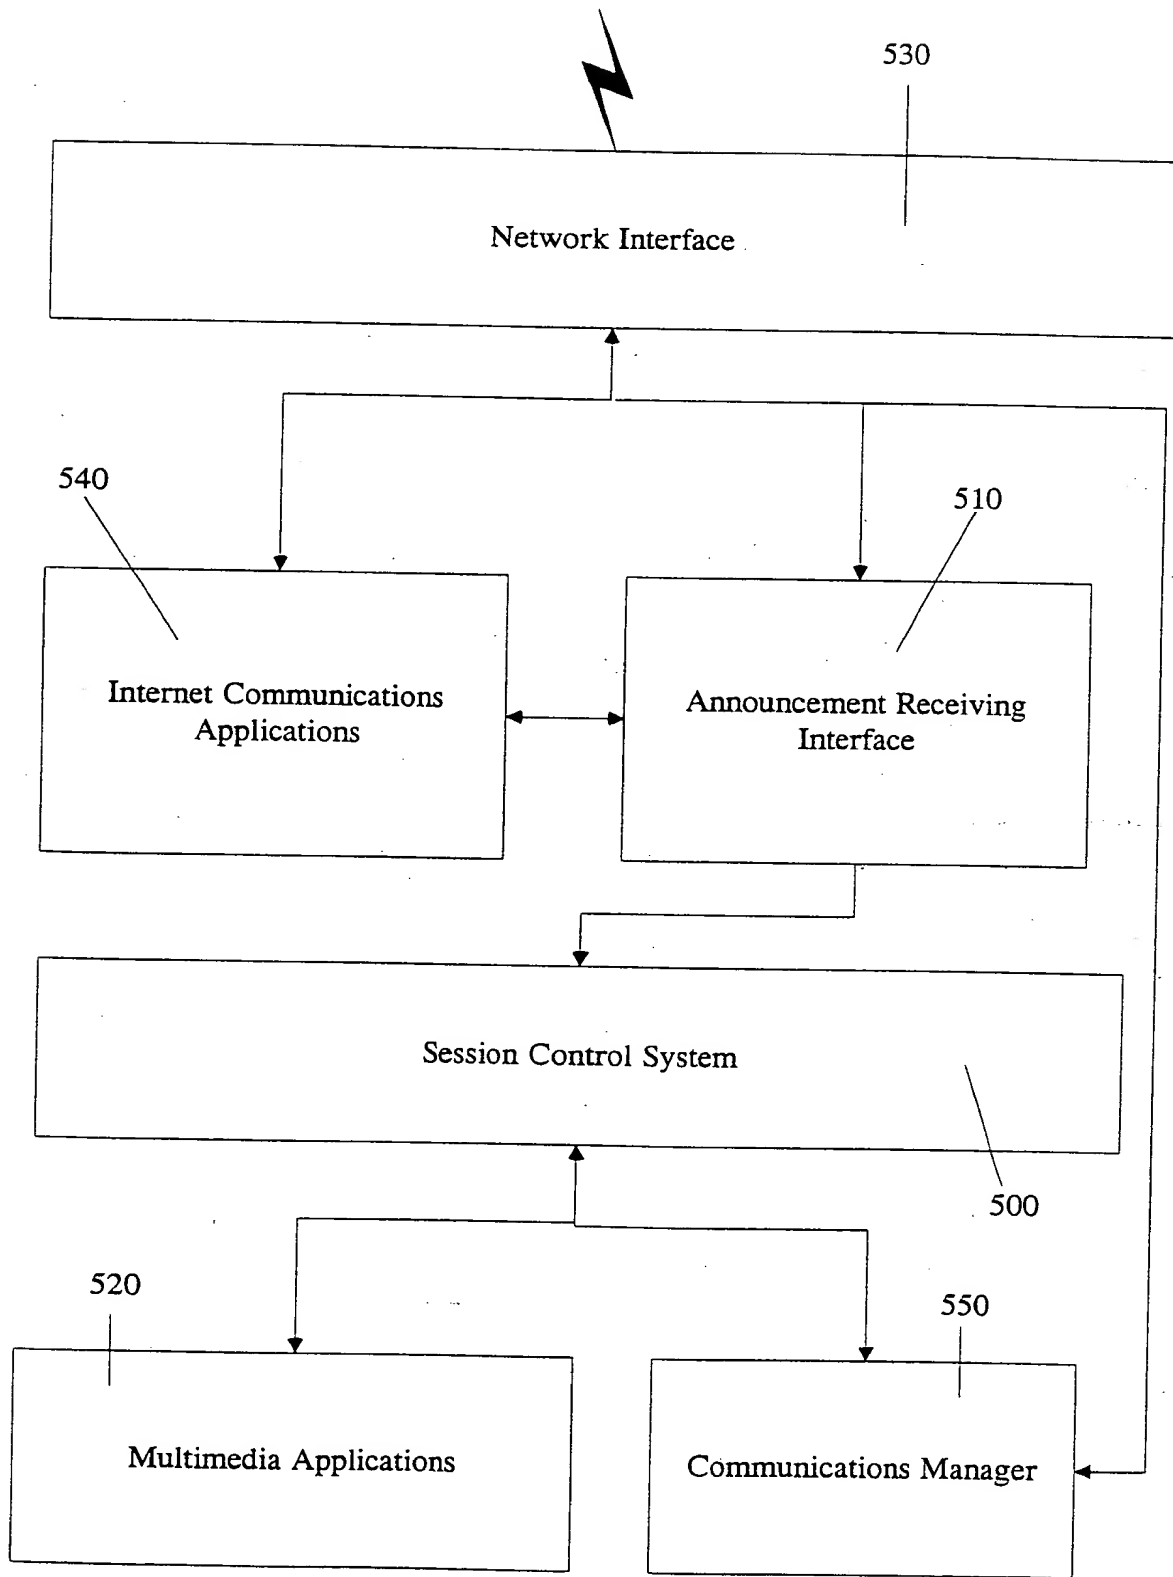 530
Network Interface
540
510
Internet Communications
Applications
Announcement Receiving
Interface
Session Control System
500
520
550
Multimedia Applications
Communications Manager